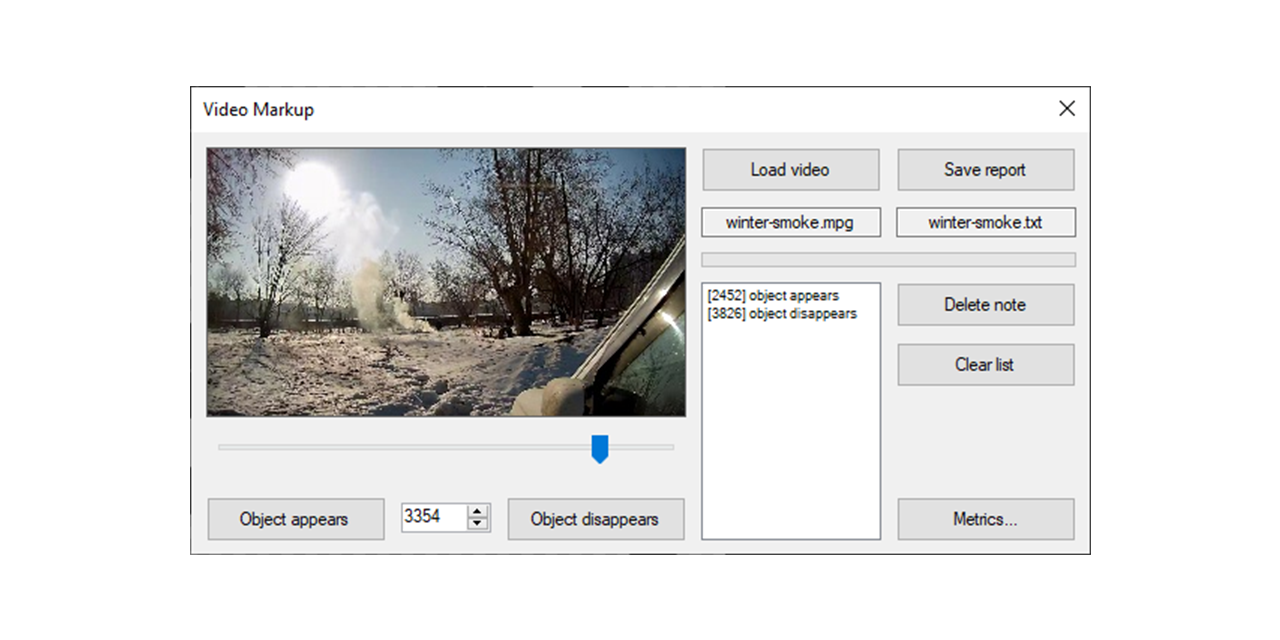 Video Markup
Load video
Save report
winter-smoke.mpg
winter-smoke.txt
[2452] object appears
[3826] object disappears
Delete note
Clear list
Object appears
3354
Object disappears
Metrics...